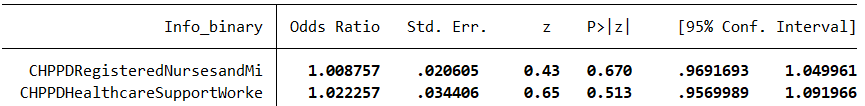 Info_binary Odds Ratio Std. Err. z P>|z| [95% Conf. Interval]
CHPPDRegisteredNursesandMi 1.008757 .020605 0.43 0.670 .9691693 1.049961
CHPPDHealthcareSupportWorke 1.022257 .034406 0.65 0.513 .9569989 1.091966